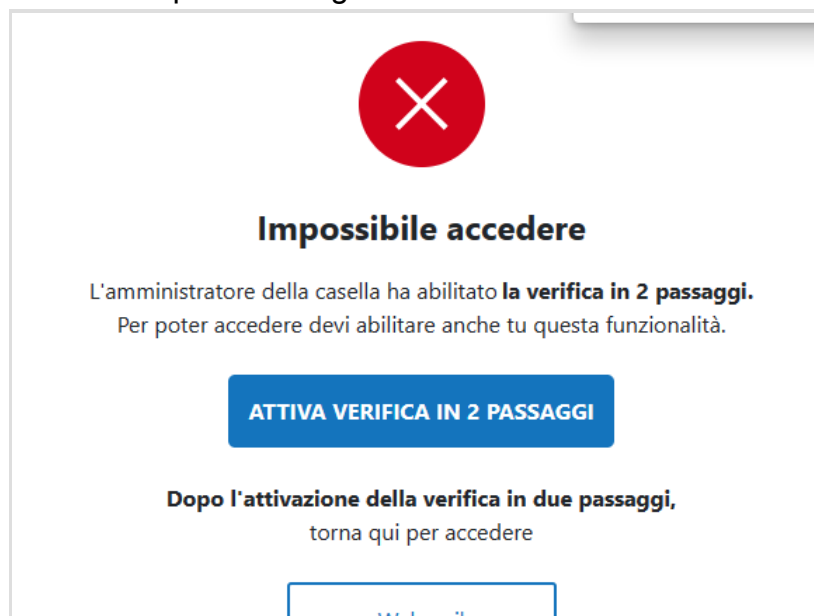 Impossibile accedere
L'amministratore della casella ha abilitato la verifica in 2 passaggi.
Per poter accedere devi abilitare anche tu questa funzionalità.
ATTIVA VERIFICA IN 2 PASSAGGI
Dopo l'attivazione della verifica in due passaggi,
torna qui per accedere